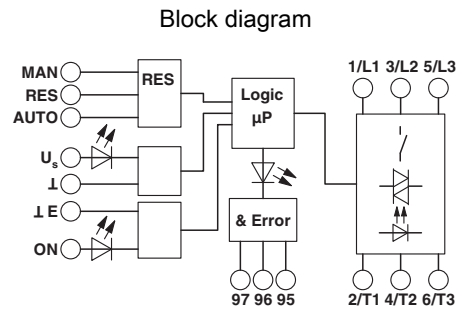 Block diagram
1/L1 3/L2 5/L3
MAN
RES
AUTO
RES
Logic
µP
Us
⊥
⊥ E
ON
& Error
97 96 95
2/T1 4/T2 6/T3